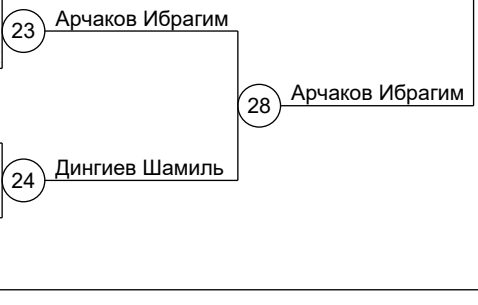 23 Арчаков Ибрагим
28 Арчаков Ибрагим
24 Дингиев Шамиль